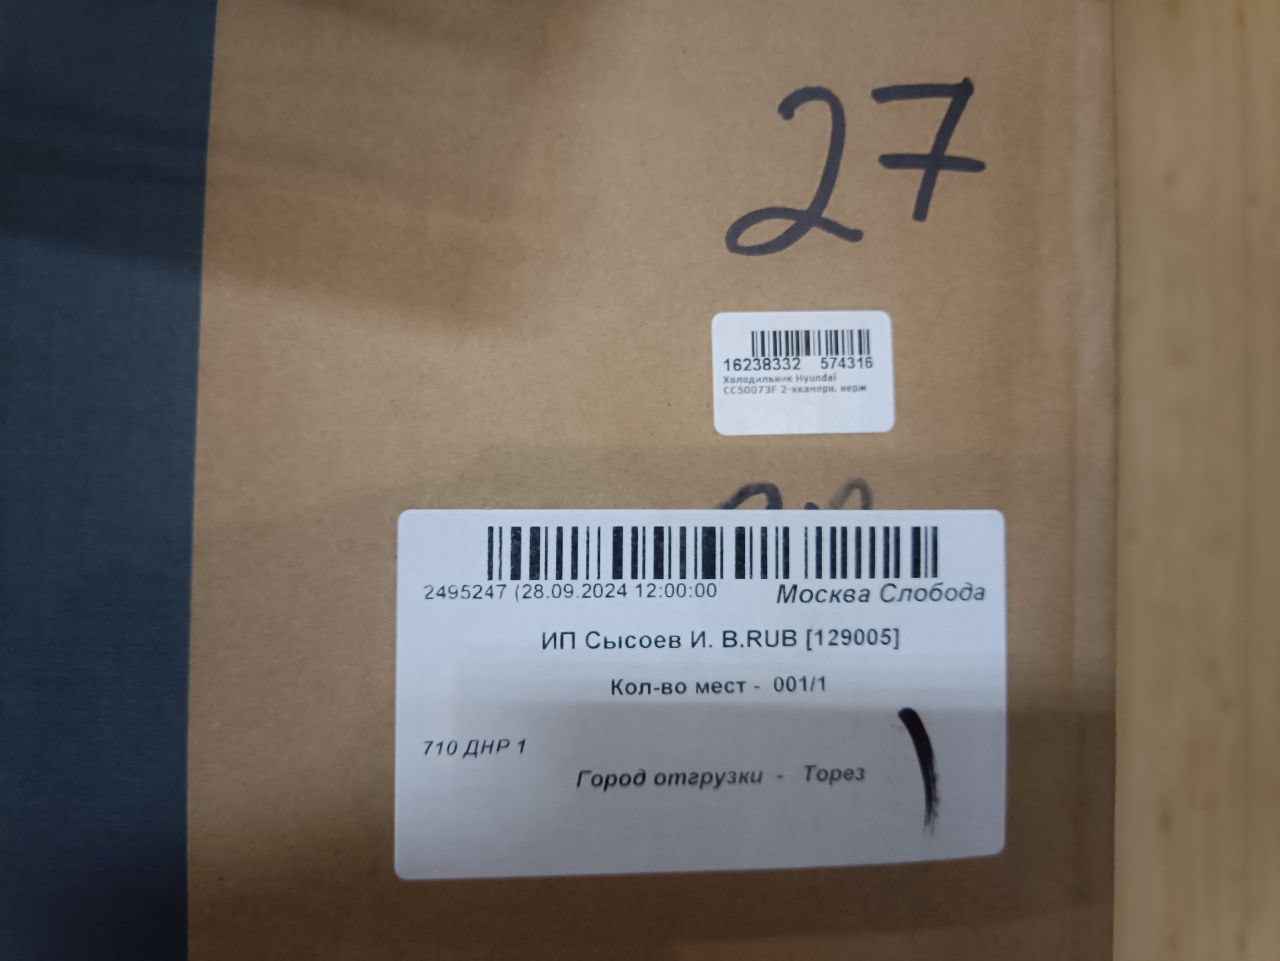 27
16238332 574316
Холодильник Hyundai
CC50073F 2-хкамерн. нерж
2495247 (28.09.2024 12:00:00
Москва Слобода
ИП Сысоев И. В.RUB [129005]
Кол-во мест - 001/1
710 ДНР 1
Город отгрузки - Торез